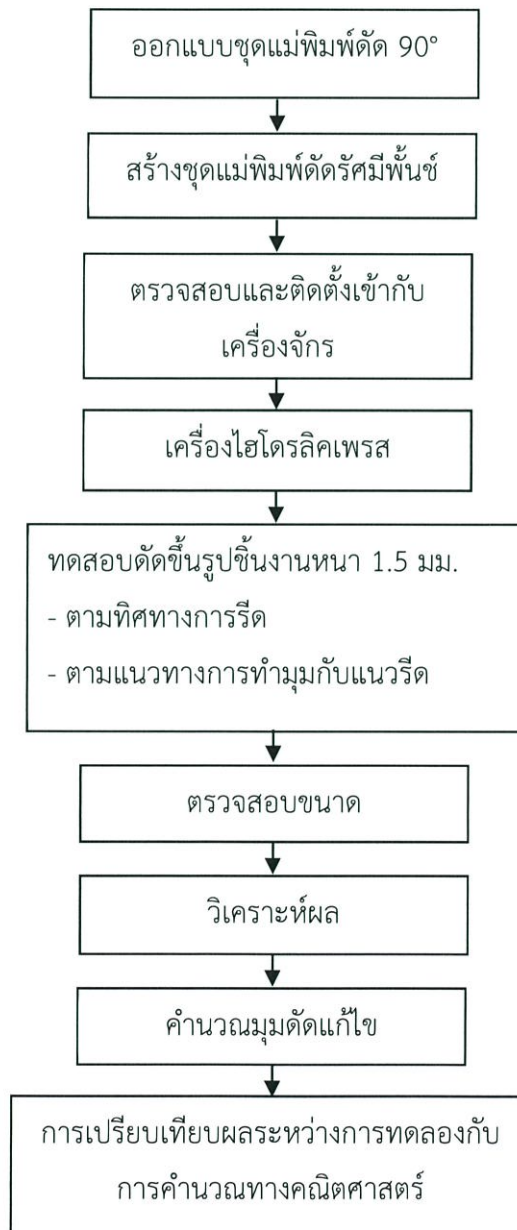 ออกแบบชุดแม่พิมพ์ดัด 90°
สร้างชุดแม่พิมพ์ดัดรัศมีพั้นช์
ตรวจสอบและติดตั้งเข้ากับ
เครื่องจักร
เครื่องไฮโดรลิคเพรส
ทดสอบดัดขึ้นรูปชิ้นงานหนา 1.5 มม.
- ตามทิศทางการรีด
- ตามแนวทางการทำมุมกับแนวรีด
ตรวจสอบขนาด
วิเคราะห์ผล
คำนวณมุมดัดแก้ไข
การเปรียบเทียบผลระหว่างการทดลองกับ
การคำนวณทางคณิตศาสตร์